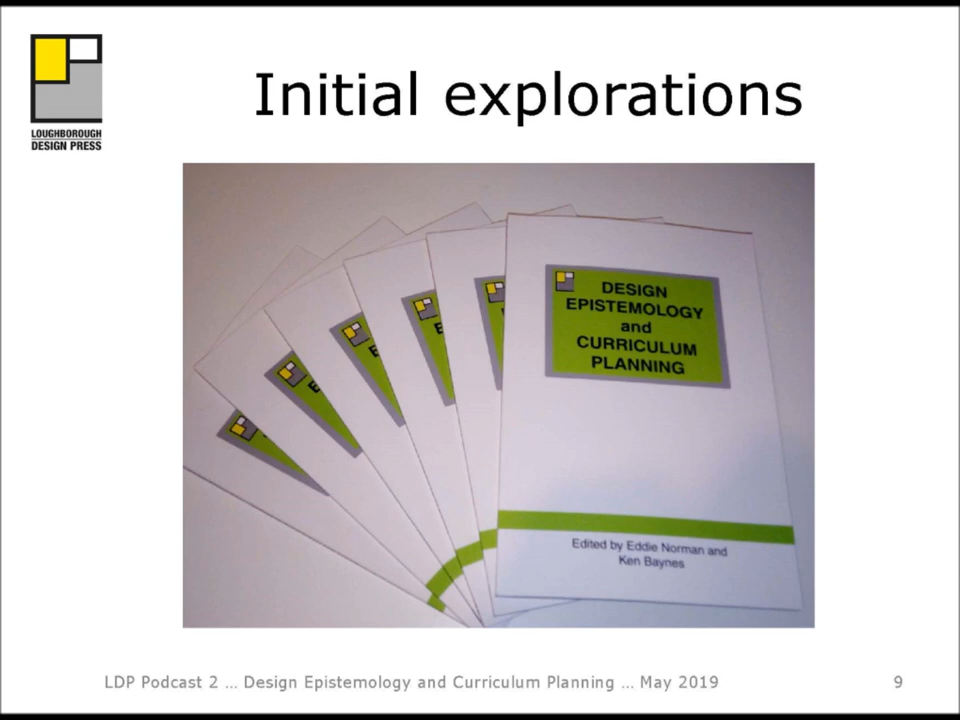 LOUGHBOROUGH
DESIGN PRESS
Initial explorations
DESIGN
EPISTEMOLOGY
and
CURRICULUM
PLANNING
E
E
E
Edited by Eddie Norman and
Ken Baynes
LDP Podcast 2 ... Design Epistemology and Curriculum Planning ... May 2019
9